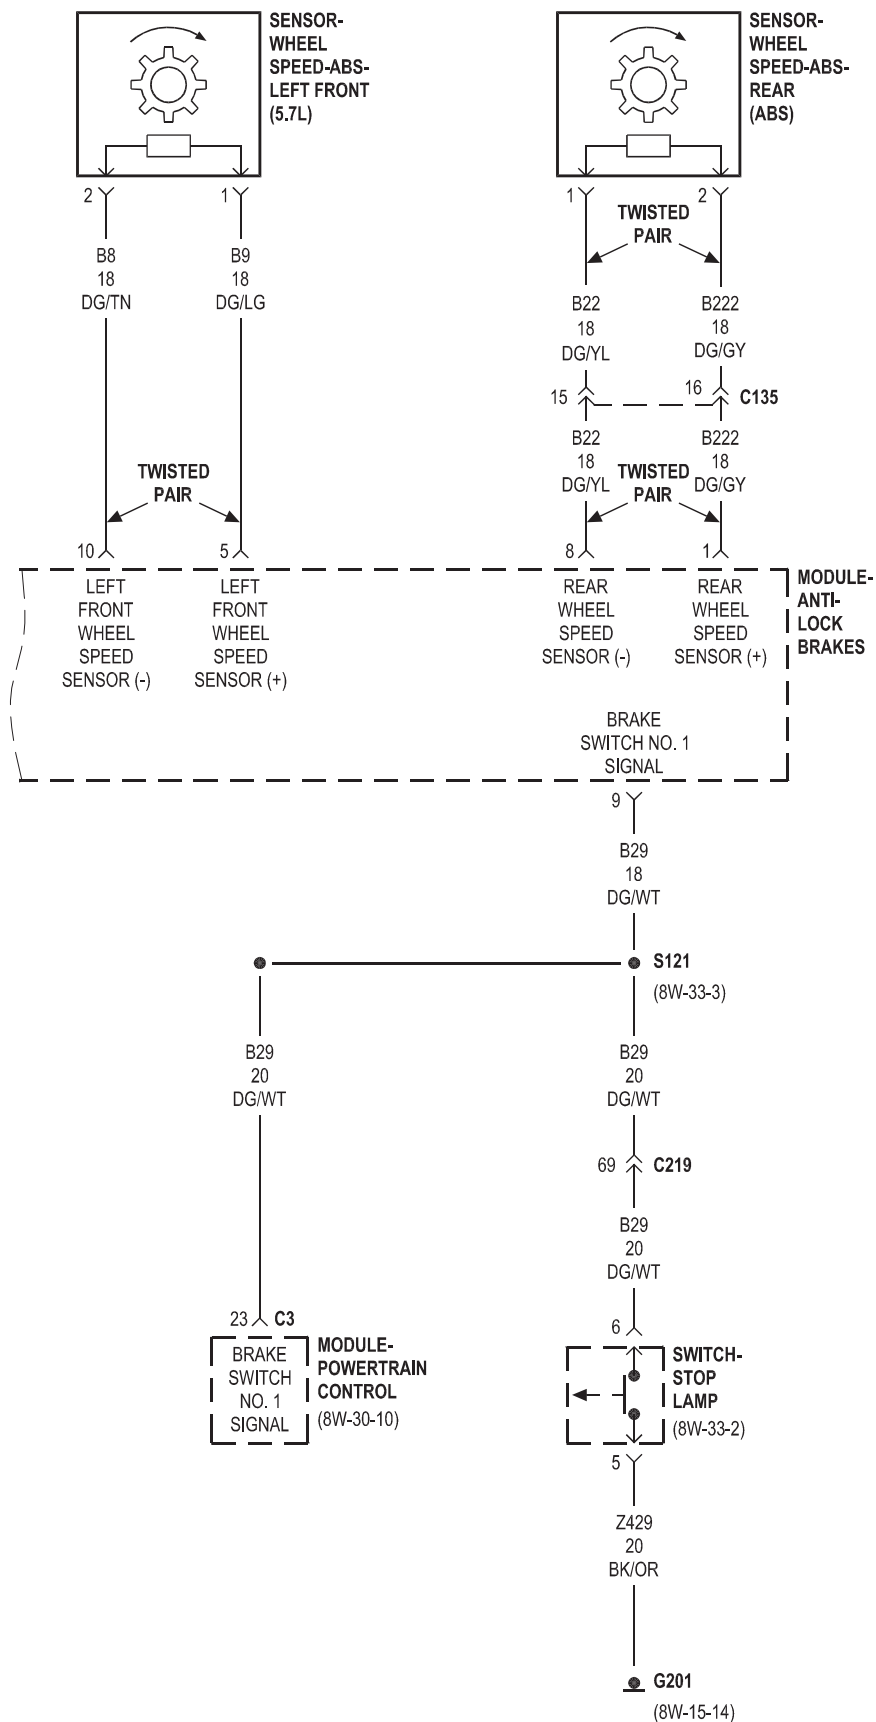 SENSOR-
WHEEL
SPEED-ABS-
LEFT FRONT
(5.7L)
SENSOR-
WHEEL
SPEED-ABS-
REAR
(ABS)
2
1
1
2
TWISTED
PAIR
B8
18
DG/TN
B9
18
DG/LG
B22
18
DG/YL
B222
18
DG/GY
15
16
C135
B22
18
DG/YL
B222
18
DG/GY
TWISTED
PAIR
TWISTED
PAIR
10
5
8
1
LEFT
FRONT
WHEEL
SPEED
SENSOR (-)
LEFT
FRONT
WHEEL
SPEED
SENSOR (+)
REAR
WHEEL
SPEED
SENSOR (-)
REAR
WHEEL
SPEED
SENSOR (+)
MODULE-
ANTI-
LOCK
BRAKES
BRAKE
SWITCH NO. 1
SIGNAL
9
B29
18
DG/WT
S121
(8W-33-3)
B29
20
DG/WT
B29
20
DG/WT
69
C219
B29
20
DG/WT
23
C3
6
BRAKE
SWITCH
NO. 1
SIGNAL
MODULE-
POWERTRAIN
CONTROL
(8W-30-10)
SWITCH-
STOP
LAMP
(8W-33-2)
5
Z429
20
BK/OR
G201
(8W-15-14)